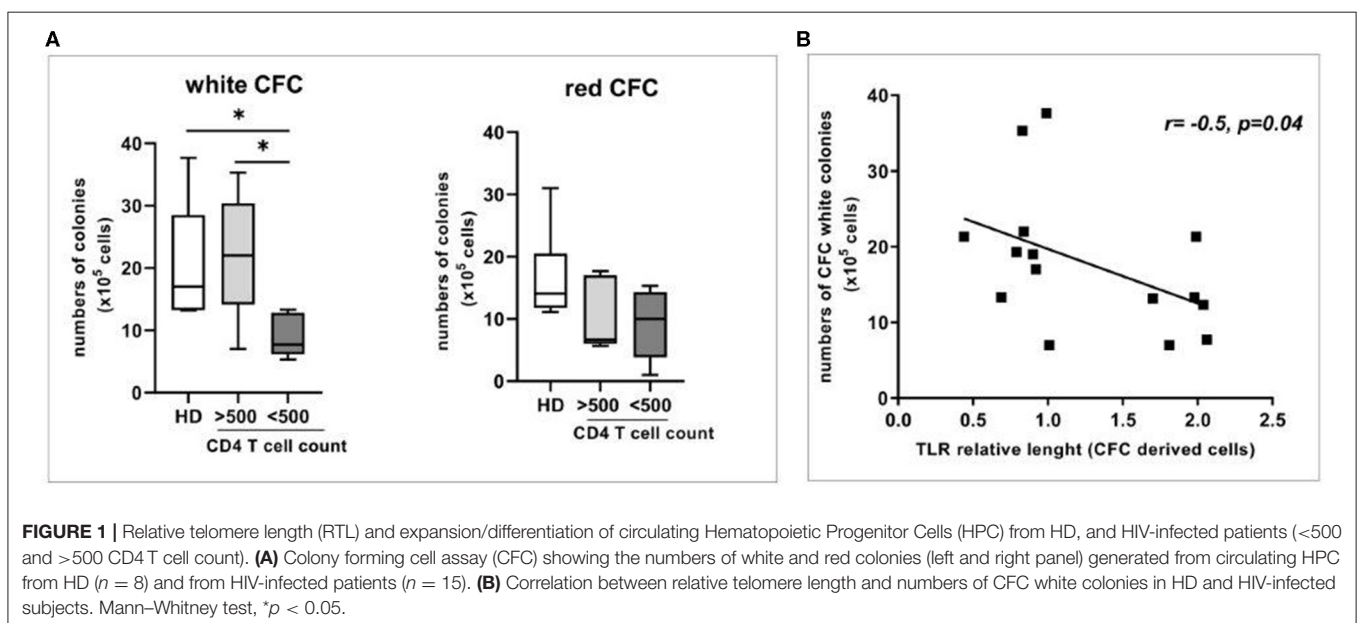 A
B
white CFC
red CFC
*
*
numbers of colonies
(x10⁵ cells)
40
30
20
10
0
HD >500 <500
CD4 T cell count
numbers of colonies
(x10⁵ cells)
40
30
20
10
0
HD >500 <500
CD4 T cell count
numbers of CFC white colonies
(x10⁵ cells)
40
30
20
10
0
r= -0.5, p=0.04
0.0 0.5 1.0 1.5 2.0 2.5
TLR relative lenght (CFC derived cells)
FIGURE 1 | Relative telomere length (RTL) and expansion/differentiation of circulating Hematopoietic Progenitor Cells (HPC) from HD, and HIV-infected patients (<500
and >500 CD4 T cell count). (A) Colony forming cell assay (CFC) showing the numbers of white and red colonies (left and right panel) generated from circulating HPC
from HD (n = 8) and from HIV-infected patients (n = 15). (B) Correlation between relative telomere length and numbers of CFC white colonies in HD and HIV-infected
subjects. Mann–Whitney test, *p < 0.05.